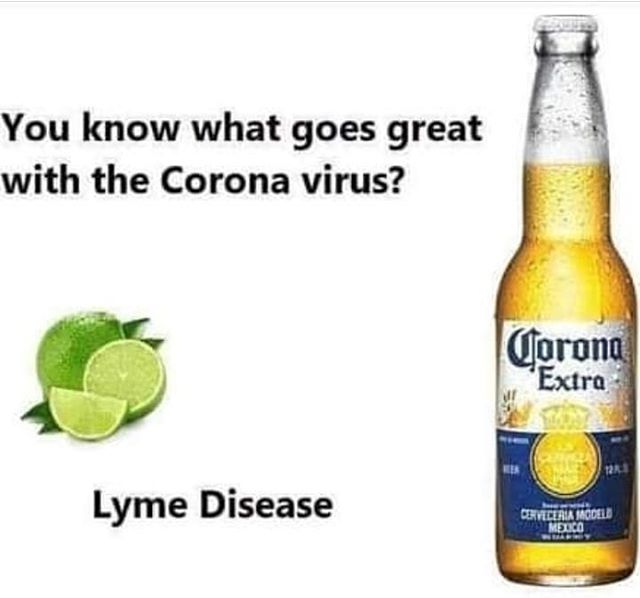 You know what goes great
with the Corona virus?
Corona
Extra
Lyme Disease
CERVECERIA MODELO
MEXICO